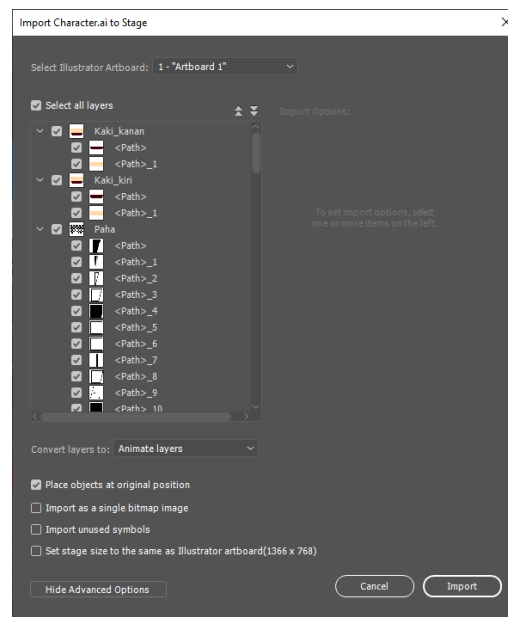 Import Character.ai to Stage
Select Illustrator Artboard: 1 - "Artboard 1"
Select all layers
Import Options:
Kaki_kanan
<Path>
<Path>_1
Kaki_kiri
<Path>
<Path>_1
Paha
<Path>
<Path>_1
<Path>_2
<Path>_3
<Path>_4
<Path>_5
<Path>_6
<Path>_7
<Path>_8
<Path>_9
<Path>_10
To set import options, select
one or more items on the left.
Convert layers to: Animate layers
Place objects at original position
Import as a single bitmap image
Import unused symbols
Set stage size to the same as Illustrator artboard(1366 x 768)
Hide Advanced Options
Cancel
Import